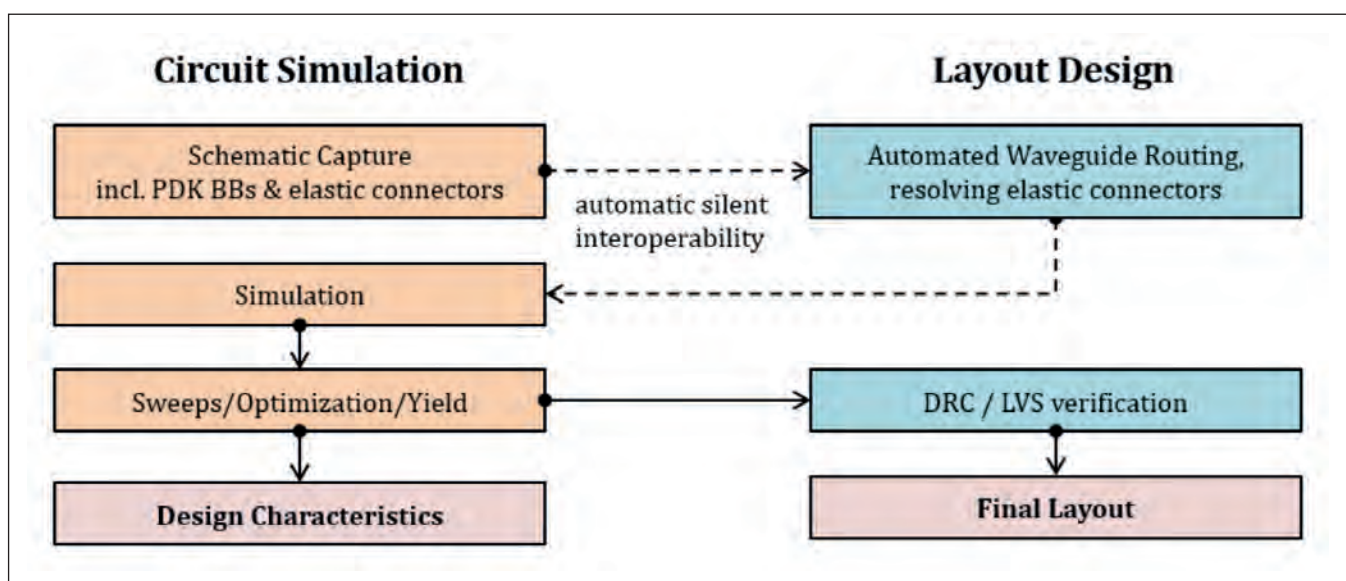 Circuit Simulation
Layout Design
Schematic Capture
incl. PDK BBs & elastic connectors
automatic silent
interoperability
Automated Waveguide Routing,
resolving elastic connectors
Simulation
Sweeps/Optimization/Yield
DRC / LVS verification
Design Characteristics
Final Layout